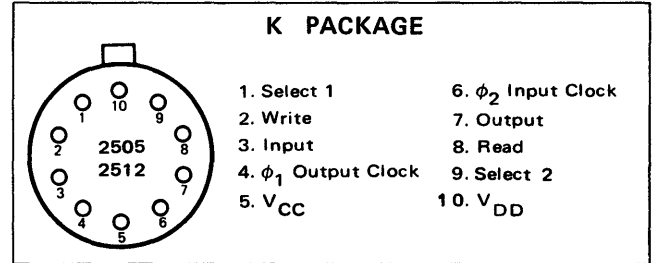 K PACKAGE
1. Select 1
2. Write
3. Input
4. ϕ1 Output Clock
5. VCC
6. ϕ2 Input Clock
7. Output
8. Read
9. Select 2
10. VDD
10
1
9
2
2505
8
2512
3
7
4
6
5